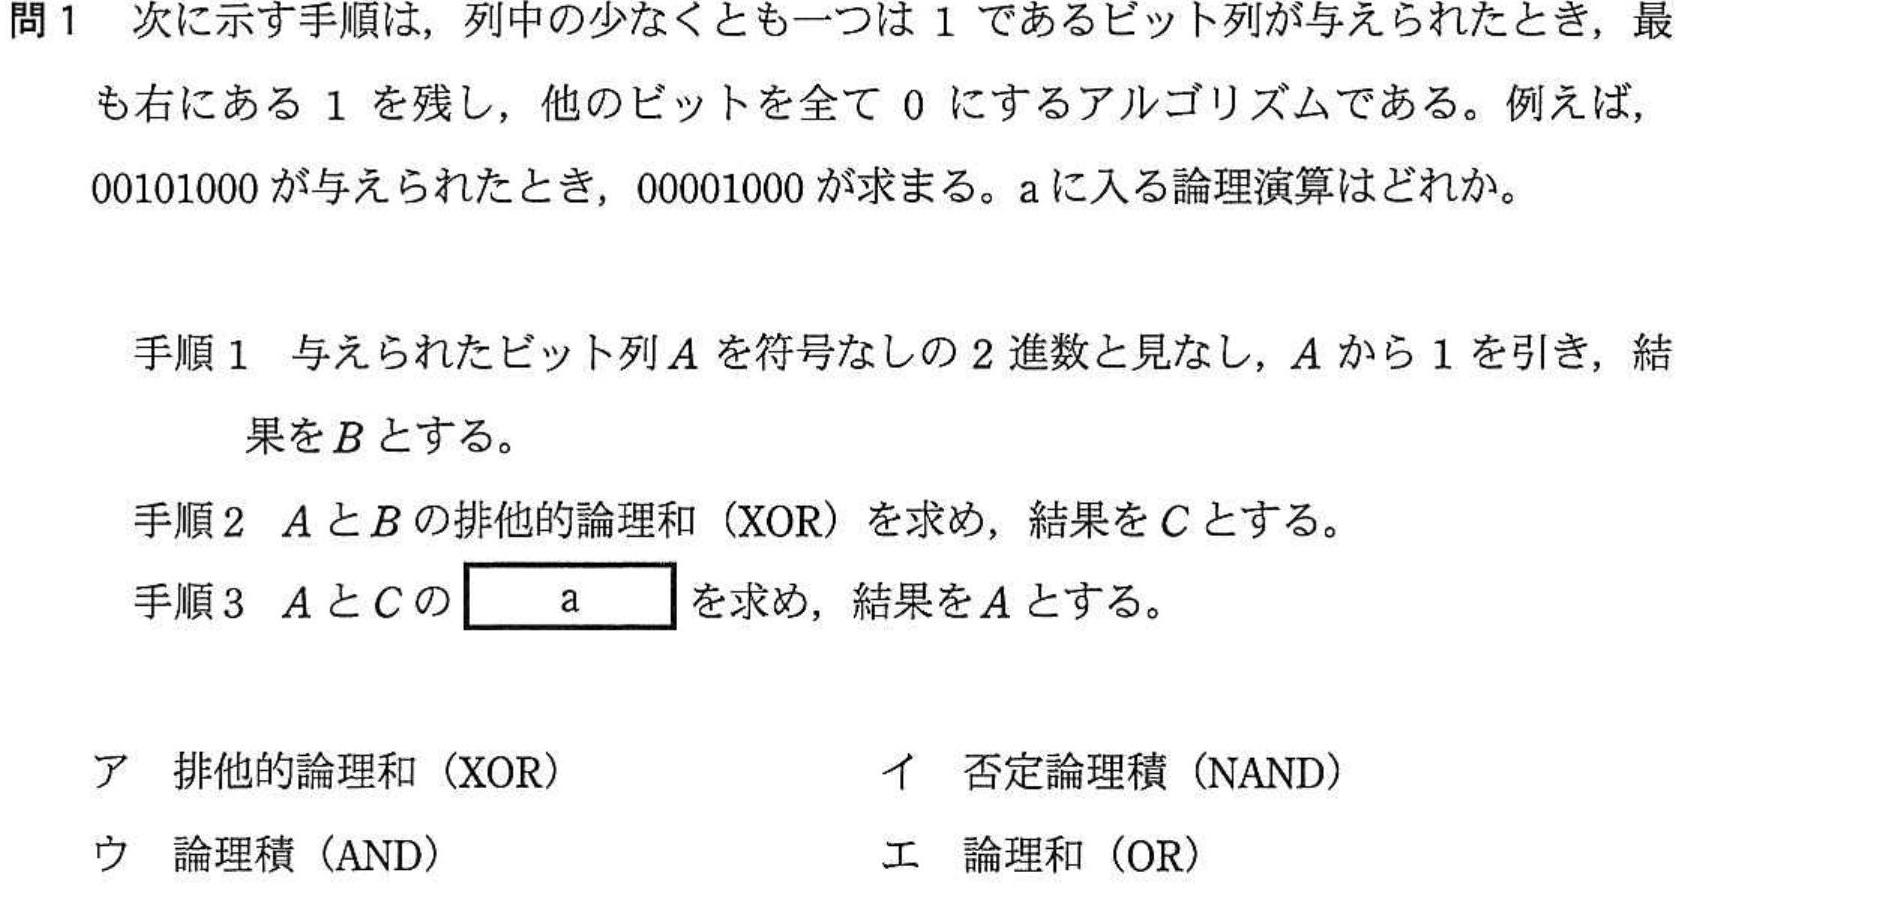 問1 次に示す手順は，列中の少なくとも一つは 1 であるビット列が与えられたとき，最
も右にある 1 を残し，他のビットを全て 0 にするアルゴリズムである。例えば，
00101000 が与えられたとき，00001000 が求まる。a に入る論理演算はどれか。
手順1 与えられたビット列 A を符号なしの 2 進数と見なし，A から 1 を引き，結
果を B とする。
手順2 A と B の排他的論理和（XOR）を求め，結果を C とする。
手順3 A と C の a を求め，結果を A とする。
ア 排他的論理和（XOR） イ 否定論理積（NAND）
ウ 論理積（AND） エ 論理和（OR）